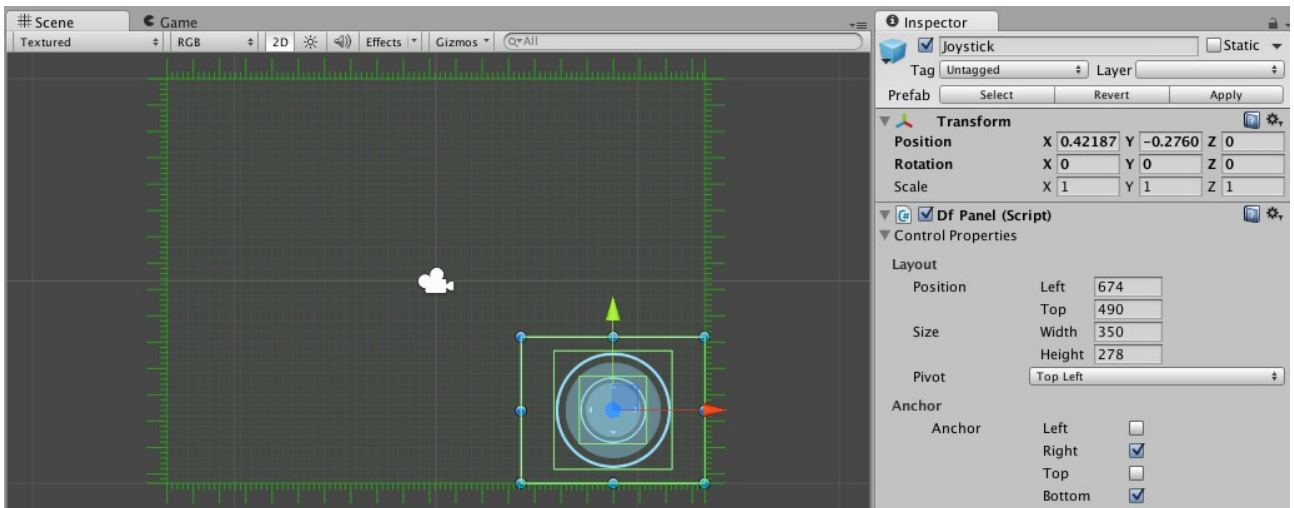 Scene
Game
Textured RGB 2D Effects Gizmos All
Inspector
Joystick Static
Tag Untagged Layer
Prefab Select Revert Apply
Transform
Position X 0.42187 Y -0.2760 Z 0
Rotation X 0 Y 0 Z 0
Scale X 1 Y 1 Z 1
Df Panel (Script)
Control Properties
Layout
Position Left 674
Top 490
Size Width 350
Height 278
Pivot Top Left
Anchor
Anchor Left
Right
Top
Bottom